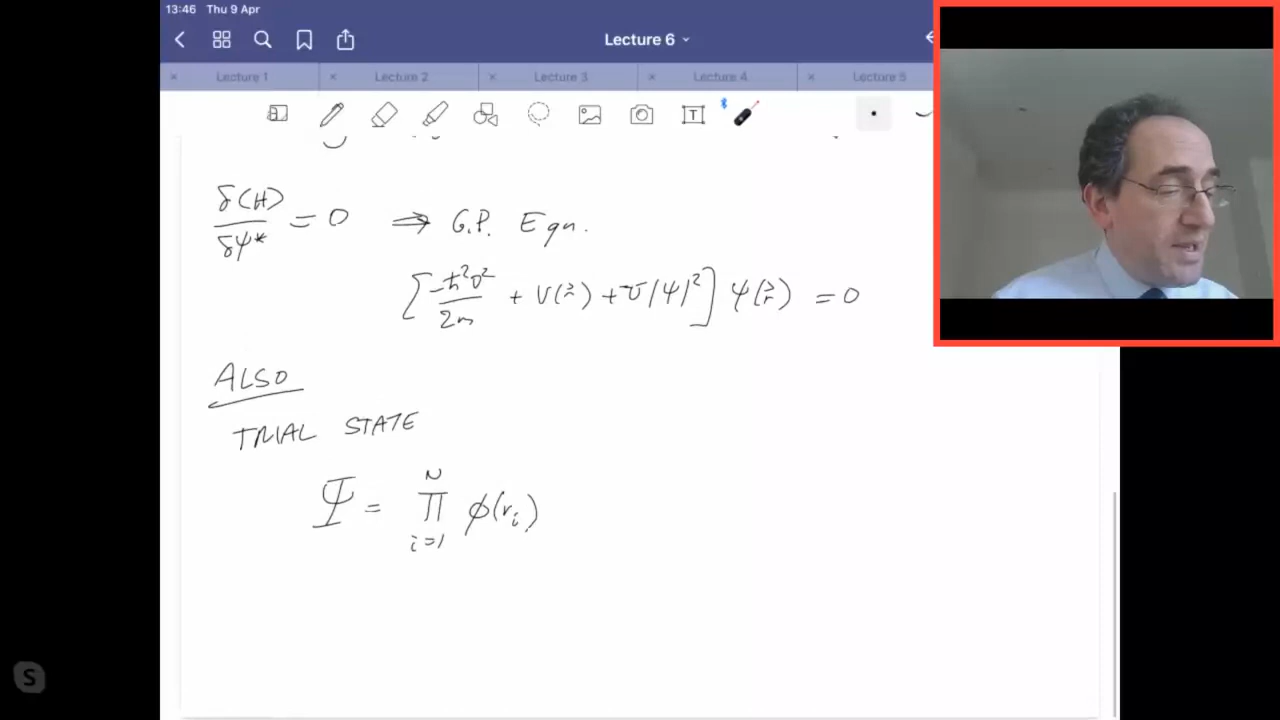 13:46 Thu 9 Apr
Lecture 6
Lecture 1 Lecture 2 Lecture 3 Lecture 4 Lecture 5
T
δ⟨H⟩/δψ* = 0 ⇒ G.P. Eqn.
[-ħ²∇²/2m + V(r⃗) + U|ψ|²] ψ(r⃗) = 0
ALSO
TRIAL STATE
Ψ = ∏_{i=1}^{N} φ(r_i)
S